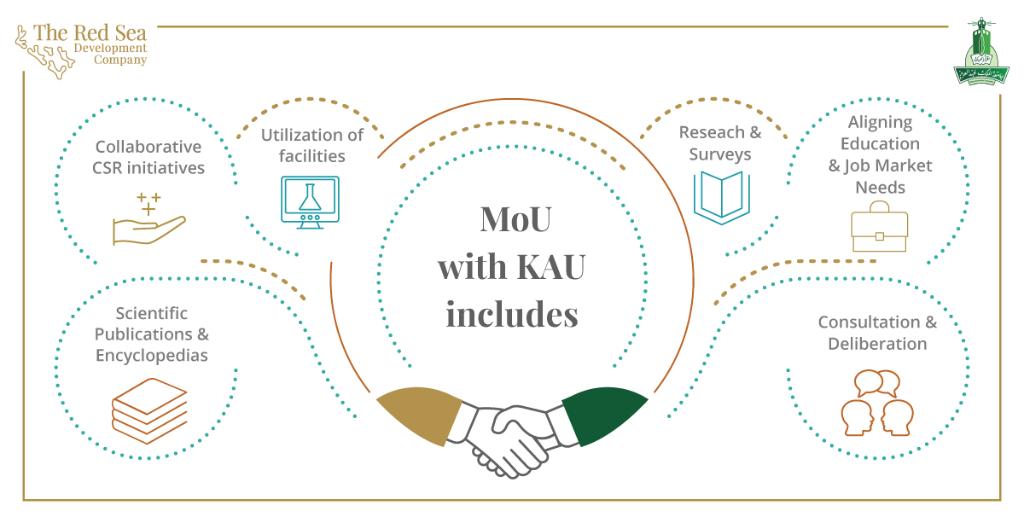 The Red Sea
Development
Company
Collaborative
CSR initiatives
Utilization of
facilities
MoU
with KAU
includes
Reseach &
Surveys
Aligning
Education
& Job Market
Needs
Scientific
Publications &
Encyclopedias
Consultation &
Deliberation